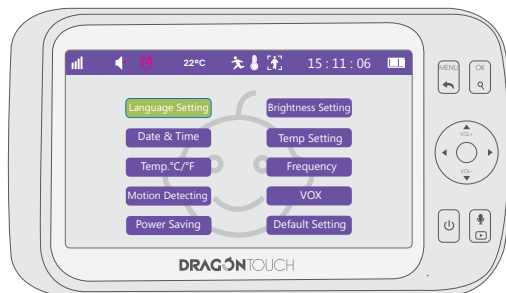 22°C
15 : 11 : 06
Language Setting
Brightness Setting
Date & Time
Temp Setting
Temp.°C/°F
Frequency
Motion Detecting
VOX
Power Saving
Default Setting
DRAGONTOUCH
MENU
OK
VOL+
VOL-